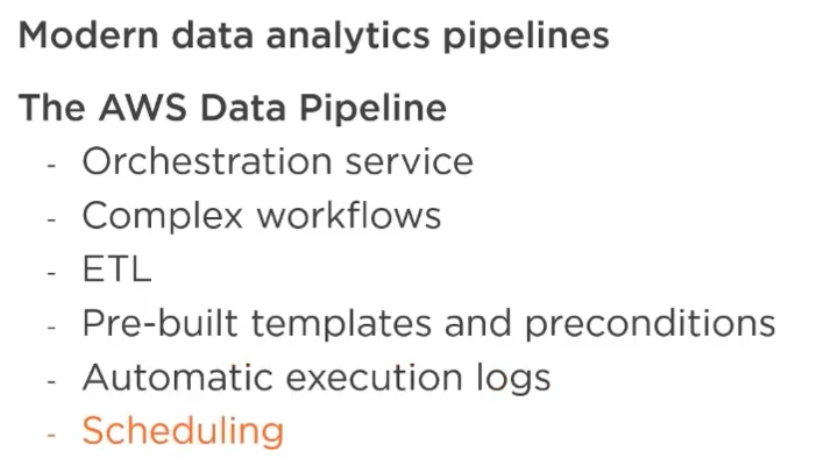 Modern data analytics pipelines
The AWS Data Pipeline
- Orchestration service
- Complex workflows
- ETL
- Pre-built templates and preconditions
- Automatic execution logs
- Scheduling